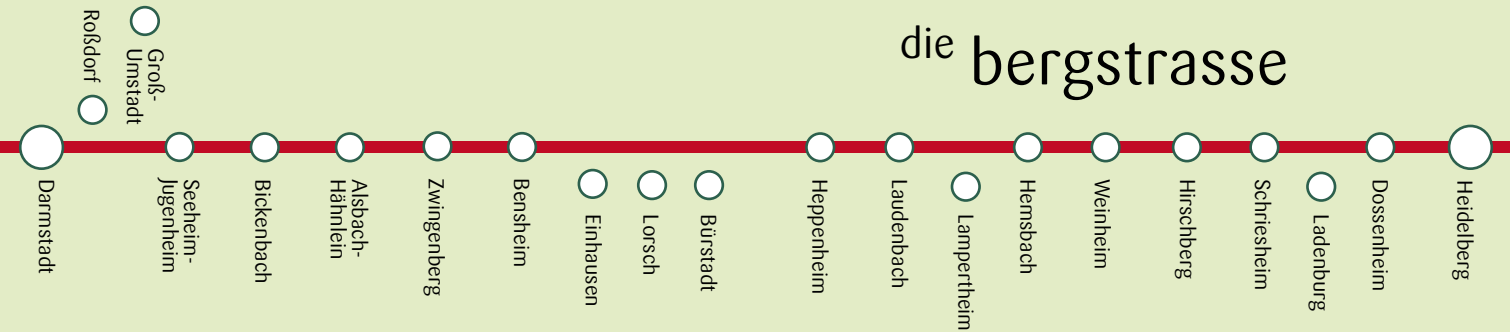 die bergstrasse
Roßdorf
Groß-
Umstadt
Darmstadt
Seeheim-
Jugenheim
Bickenbach
Alsbach-
Hähnlein
Zwingenberg
Bensheim
Einhausen
Lorsch
Bürstadt
Heppenheim
Laudenbach
Lampertheim
Hemsbach
Weinheim
Hirschberg
Schriesheim
Ladenburg
Dossenheim
Heidelberg